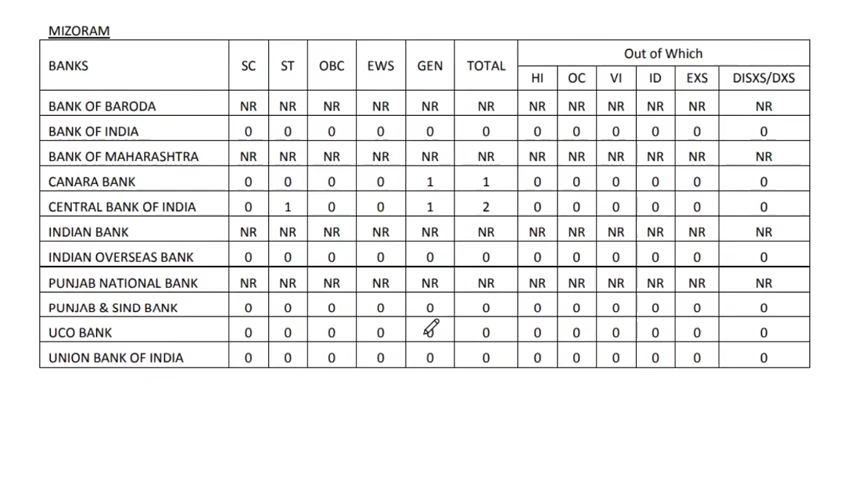 MIZORAM
BANKS SC ST OBC EWS GEN TOTAL Out of Which
HI OC VI ID EXS DISXS/DXS
BANK OF BARODA NR NR NR NR NR NR NR NR NR NR NR NR
BANK OF INDIA 0 0 0 0 0 0 0 0 0 0 0 0
BANK OF MAHARASHTRA NR NR NR NR NR NR NR NR NR NR NR NR
CANARA BANK 0 0 0 0 1 1 0 0 0 0 0 0
CENTRAL BANK OF INDIA 0 1 0 0 1 2 0 0 0 0 0 0
INDIAN BANK NR NR NR NR NR NR NR NR NR NR NR NR
INDIAN OVERSEAS BANK 0 0 0 0 0 0 0 0 0 0 0 0
PUNJAB NATIONAL BANK NR NR NR NR NR NR NR NR NR NR NR NR
PUNJAB & SIND BANK 0 0 0 0 0 0 0 0 0 0 0 0
UCO BANK 0 0 0 0 0 0 0 0 0 0 0 0
UNION BANK OF INDIA 0 0 0 0 0 0 0 0 0 0 0 0